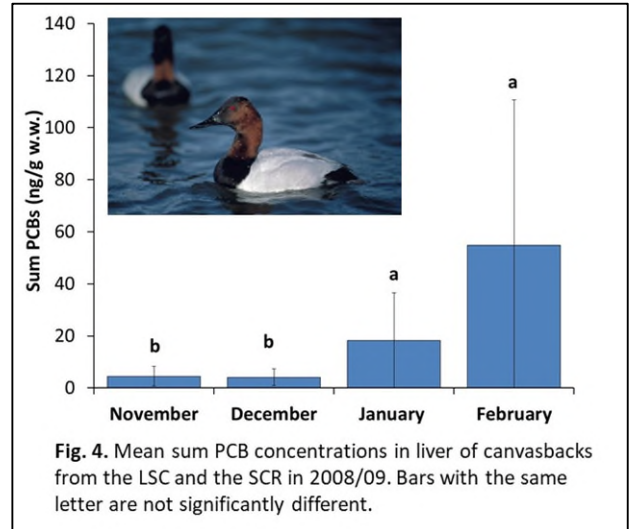 140
120
100
80
60
40
20
0
Sum PCBs (ng/g w.w.)
b
b
a
a
November December January February
Fig. 4. Mean sum PCB concentrations in liver of canvasbacks
from the LSC and the SCR in 2008/09. Bars with the same
letter are not significantly different.